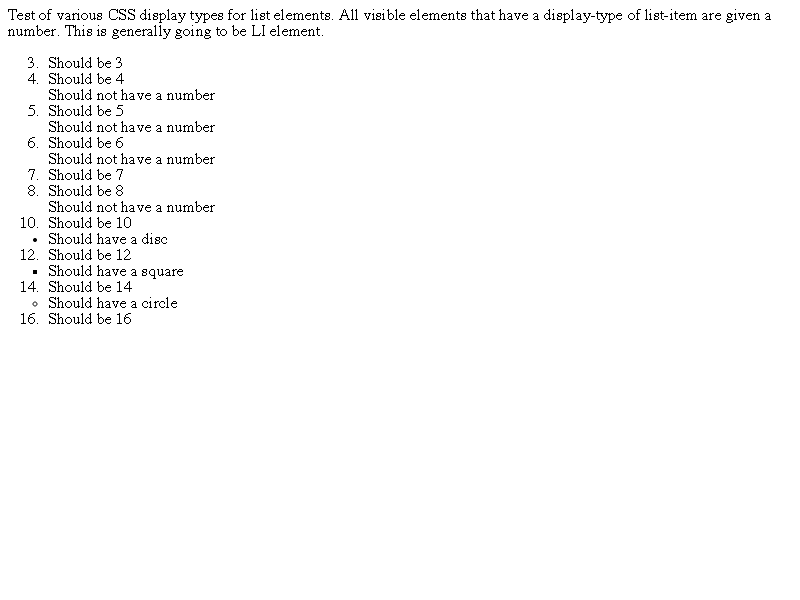 Test of various CSS display types for list elements. All visible elements that have a display-type of list-item are given a
number. This is generally going to be LI element.
3. Should be 3
4. Should be 4
Should not have a number
5. Should be 5
Should not have a number
6. Should be 6
Should not have a number
7. Should be 7
8. Should be 8
Should not have a number
10. Should be 10
• Should have a disc
12. Should be 12
▪ Should have a square
14. Should be 14
◦ Should have a circle
16. Should be 16